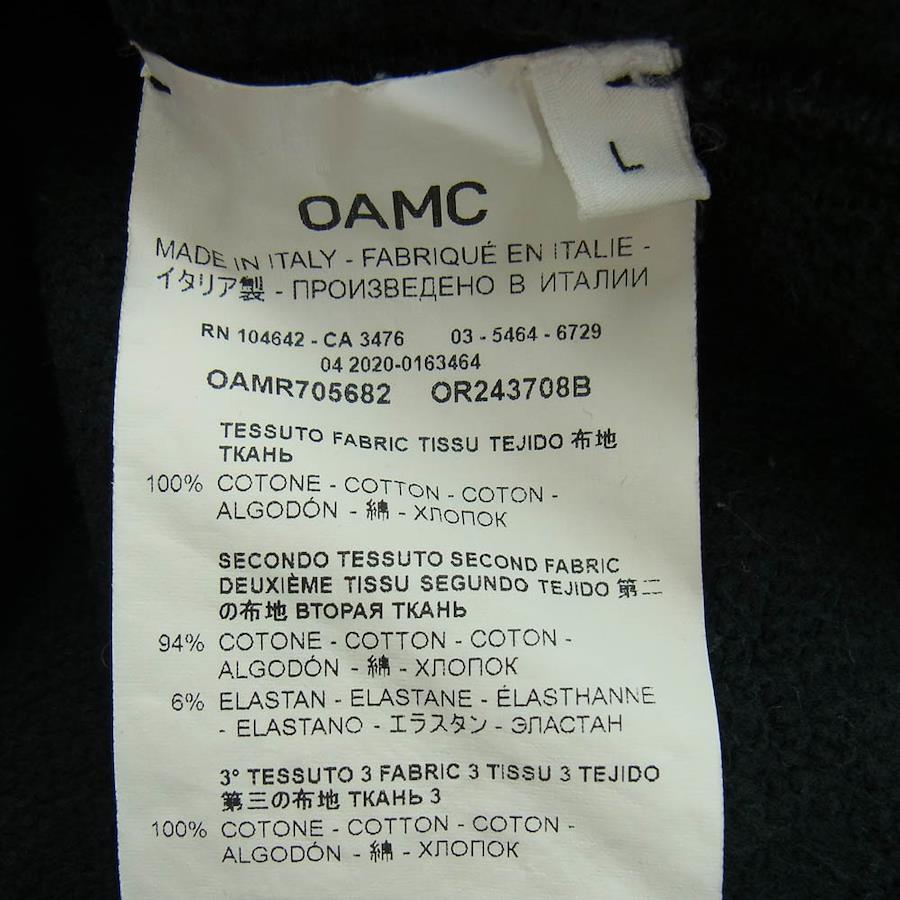 L
OAMC
MADE IN ITALY - FABRIQUÉ EN ITALIE -
イタリア製 - ПРОИЗВЕДЕНО В ИТАЛИИ
RN 104642 - CA 3476 03 - 5464 - 6729
04 2020-0163464
OAMR705682 OR243708B
TESSUTO FABRIC TISSU TEJIDO 布地
ТКАНЬ
100% COTONE - COTTON - COTON -
ALGODÓN - 綿 - ХЛОПОК
SECONDO TESSUTO SECOND FABRIC
DEUXIÈME TISSU SEGUNDO TEJIDO 第二
の布地 ВТОРАЯ ТКАНЬ
94% COTONE - COTTON - COTON -
ALGODÓN - 綿 - ХЛОПОК
6% ELASTAN - ELASTANE - ÉLASTHANNE
- ELASTANO - エラスタン - ЭЛАСТАН
3° TESSUTO 3 FABRIC 3 TISSU 3 TEJIDO
第三の布地 ТКАНЬ 3
100% COTONE - COTTON - COTON -
ALGODÓN - 綿 - ХЛОПОК